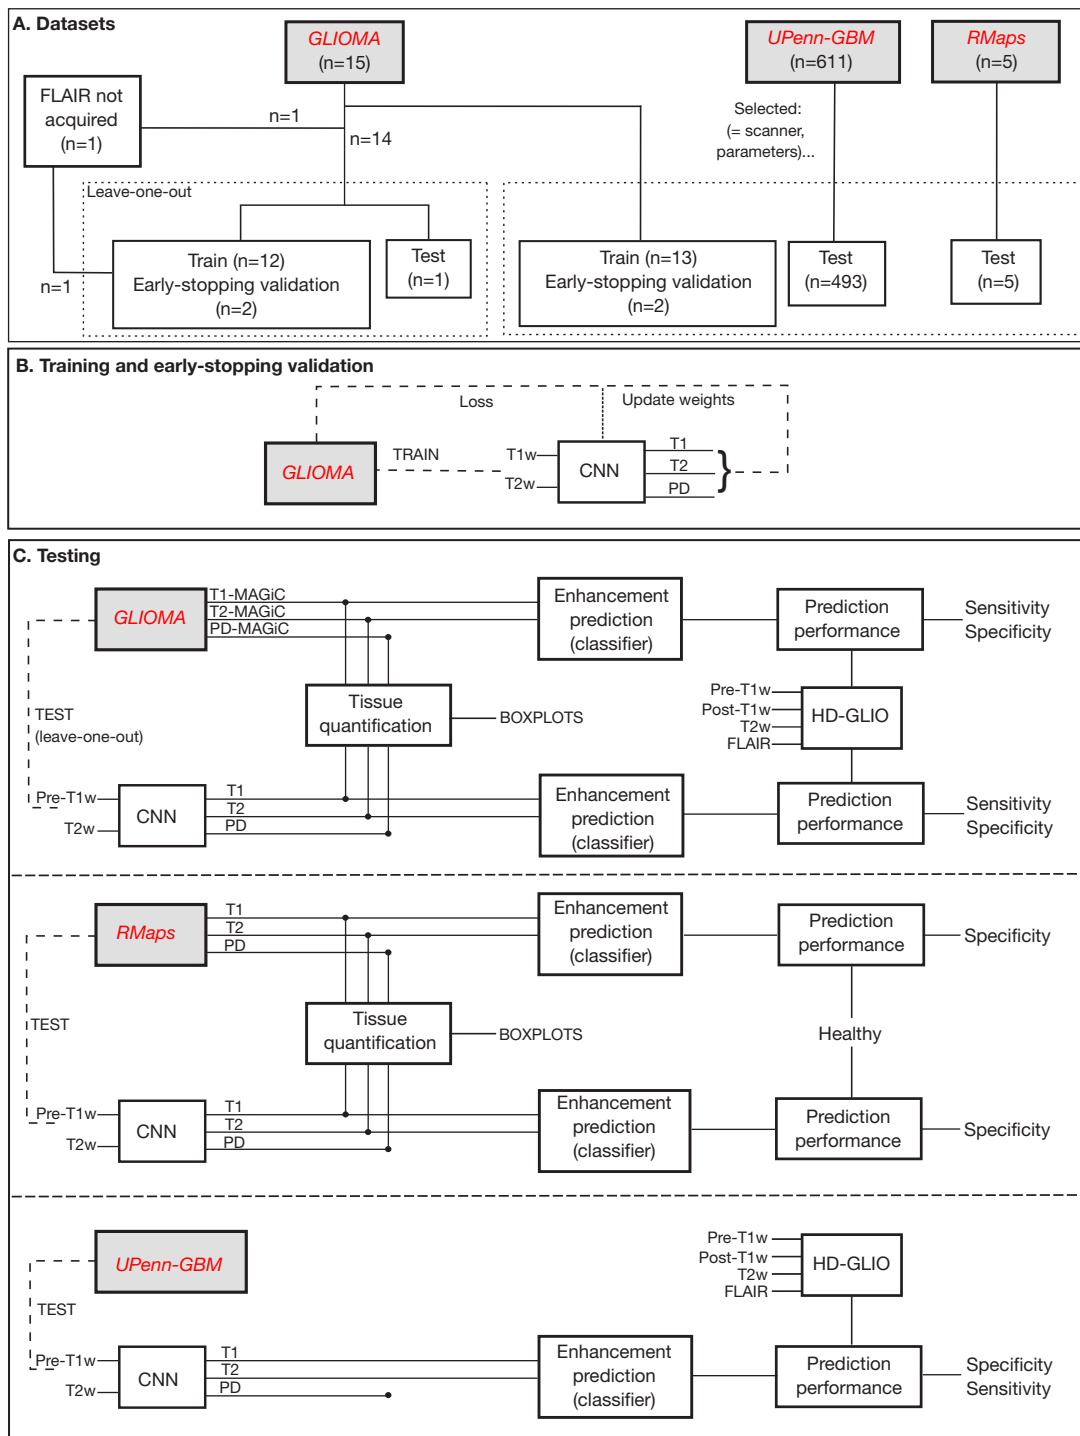 A. Datasets
GLIOMA
(n=15)
UPenn-GBM
(n=611)
RMaps
(n=5)
FLAIR not
acquired
(n=1)
n=1
n=14
Selected:
(= scanner,
parameters)...
Leave-one-out
n=1
Train (n=12)
Early-stopping validation
(n=2)
Test
(n=1)
Train (n=13)
Early-stopping validation
(n=2)
Test
(n=493)
Test
(n=5)
B. Training and early-stopping validation
Loss
Update weights
GLIOMA
TRAIN
T1w
T2w
CNN
T1
T2
PD
}
C. Testing
GLIOMA
T1-MAGiC
T2-MAGiC
PD-MAGiC
Enhancement
prediction
(classifier)
Prediction
performance
Sensitivity
Specificity
TEST
(leave-one-out)
Tissue
quantification
BOXPLOTS
Pre-T1w
Post-T1w
T2w
FLAIR
HD-GLIO
Pre-T1w
T2w
CNN
T1
T2
PD
Enhancement
prediction
(classifier)
Prediction
performance
Sensitivity
Specificity
RMaps
T1
T2
PD
Enhancement
prediction
(classifier)
Prediction
performance
Specificity
TEST
Tissue
quantification
BOXPLOTS
Healthy
Pre-T1w
T2w
CNN
T1
T2
PD
Enhancement
prediction
(classifier)
Prediction
performance
Specificity
UPenn-GBM
TEST
Pre-T1w
Post-T1w
T2w
FLAIR
HD-GLIO
Pre-T1w
T2w
CNN
T1
T2
PD
Enhancement
prediction
(classifier)
Prediction
performance
Specificity
Sensitivity